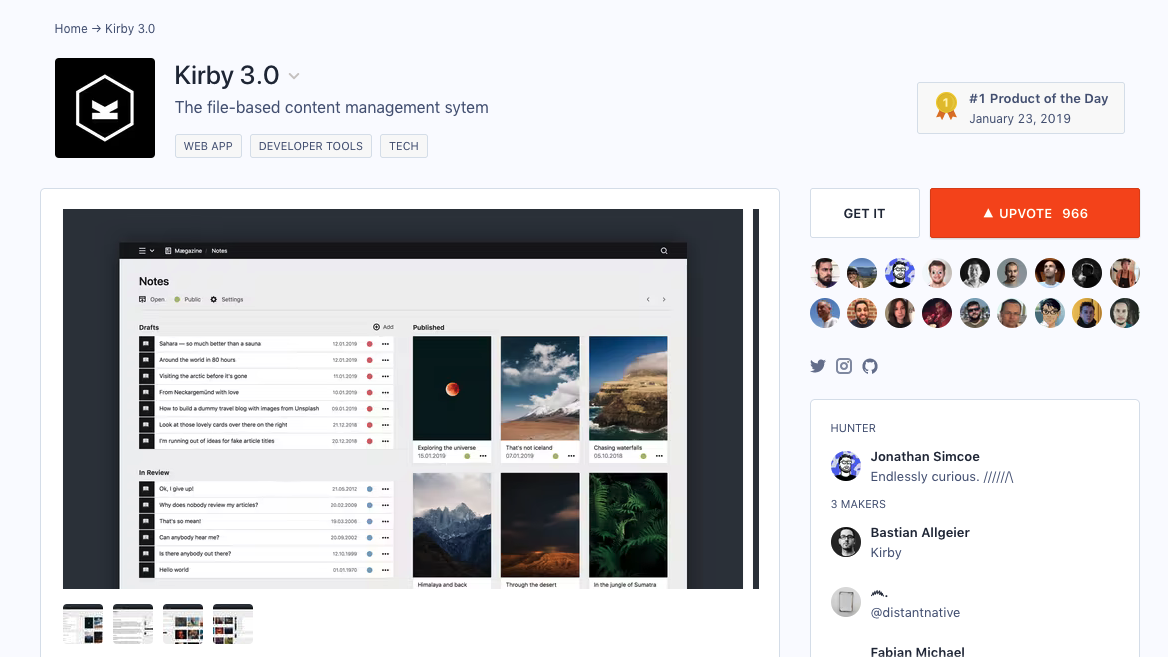 Home → Kirby 3.0
Kirby 3.0
The file-based content management sytem
WEB APP
DEVELOPER TOOLS
TECH
1
#1 Product of the Day
January 23, 2019
GET IT
▲ UPVOTE 966
Mægazine / Notes
Notes
Open
Public
Settings
Drafts
Add
Sahara — so much better than a sauna 12.01.2019
Around the world in 80 hours 12.01.2019
Visiting the arctic before it's gone 11.01.2019
From Neckargemünd with love 10.01.2019
How to build a dummy travel blog with images from Unsplash 09.01.2019
Look at those lovely cards over there on the right 21.12.2018
I'm running out of ideas for fake article titles 20.12.2018
In Review
Ok, I give up! 21.08.2012
Why does nobody review my articles? 20.02.2009
That's so mean! 19.03.2006
Can anybody hear me? 20.09.2002
Is there anybody out there? 12.10.1999
Hello world 01.01.1970
Published
Exploring the universe
15.01.2019
That's not iceland
07.01.2019
Chasing waterfalls
05.10.2018
Himalaya and back
Through the desert
In the jungle of Sumatra
HUNTER
Jonathan Simcoe
Endlessly curious. //////\
3 MAKERS
Bastian Allgeier
Kirby
@distantnative
Fabian Michael